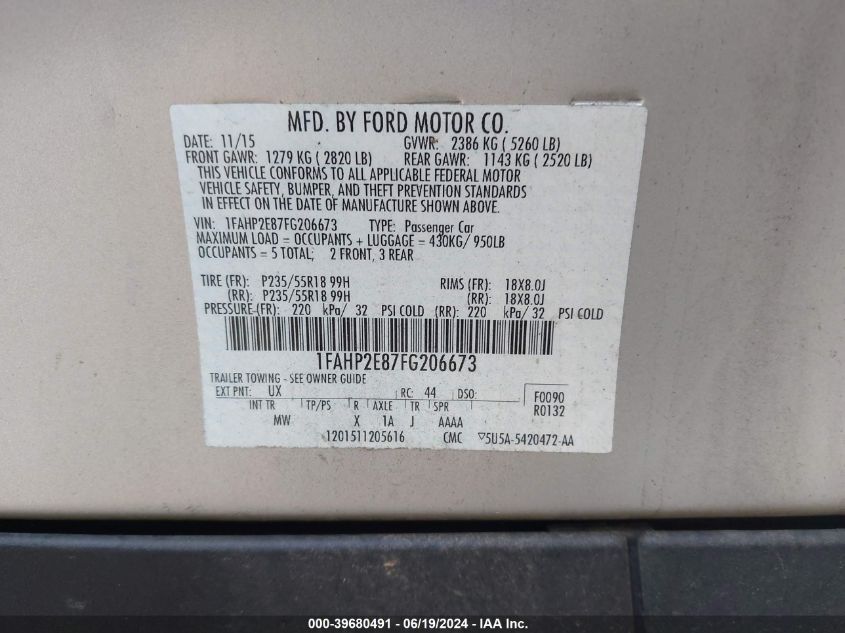 MFD. BY FORD MOTOR CO.
DATE: 11/15 GVWR: 2386 KG ( 5260 LB)
FRONT GAWR: 1279 KG ( 2820 LB) REAR GAWR: 1143 KG ( 2520 LB)
THIS VEHICLE CONFORMS TO ALL APPLICABLE FEDERAL MOTOR
VEHICLE SAFETY, BUMPER, AND THEFT PREVENTION STANDARDS
IN EFFECT ON THE DATE OF MANUFACTURE SHOWN ABOVE.
VIN: 1FAHP2E87FG206673 TYPE: Passenger Car
MAXIMUM LOAD = OCCUPANTS + LUGGAGE = 430KG/ 950LB
OCCUPANTS = 5 TOTAL; 2 FRONT, 3 REAR
TIRE (FR): P235/55R18 99H RIMS (FR): 18X8.0J
(RR): P235/55R18 99H (RR): 18X8.0J
PRESSURE(FR): 220 kPa/ 32 PSI COLD (RR): 220 kPa/ 32 PSI COLD
1FAHP2E87FG206673
TRAILER TOWING - SEE OWNER GUIDE
EXT PNT: UX RC: 44 DSO: F0090
INT TR TP/PS R AXLE TR SPR R0132
MW X 1A J AAAA
1201511205616 CMC ▽5U5A-5420472-AA
000-39680491 - 06/19/2024 - IAA Inc.